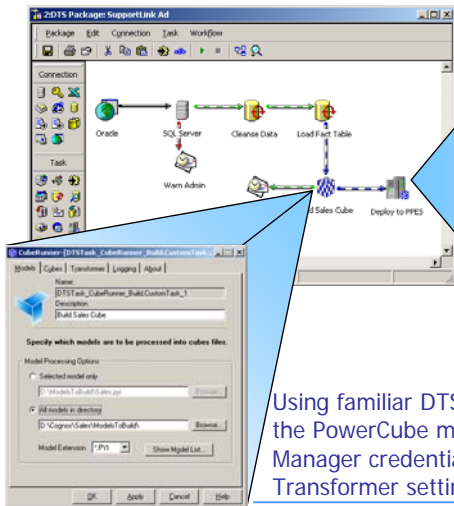 2:DTS Package: SupportLink Ad
Package Edit Connection Task Workflow
Connection
Oracle
SQL Server
Cleanse Data
Load Fact Table
Task
Warn Admin
d Sales Cube
Deploy to PPES
CubeRunner (DTSTask_CubeRunner_Build:CustomTask_
Models Cubes Transformer Logging About
Name:
DTSTask_CubeRunner_Build:CustomTask_1
Description
Build Sales Cube
Specify which models are to be processed into cubes files.
Model Processing Options
Selected model only
D:\ModelsToBuild\Sales.pyi Browse...
All models in directory
D:\Cognos\Sales\ModelsToBuild\ Browse...
Model Extension *.PYI Show Model List...
OK Apply Cancel Help
Using familiar DTS
the PowerCube m
Manager credentia
Transformer settin